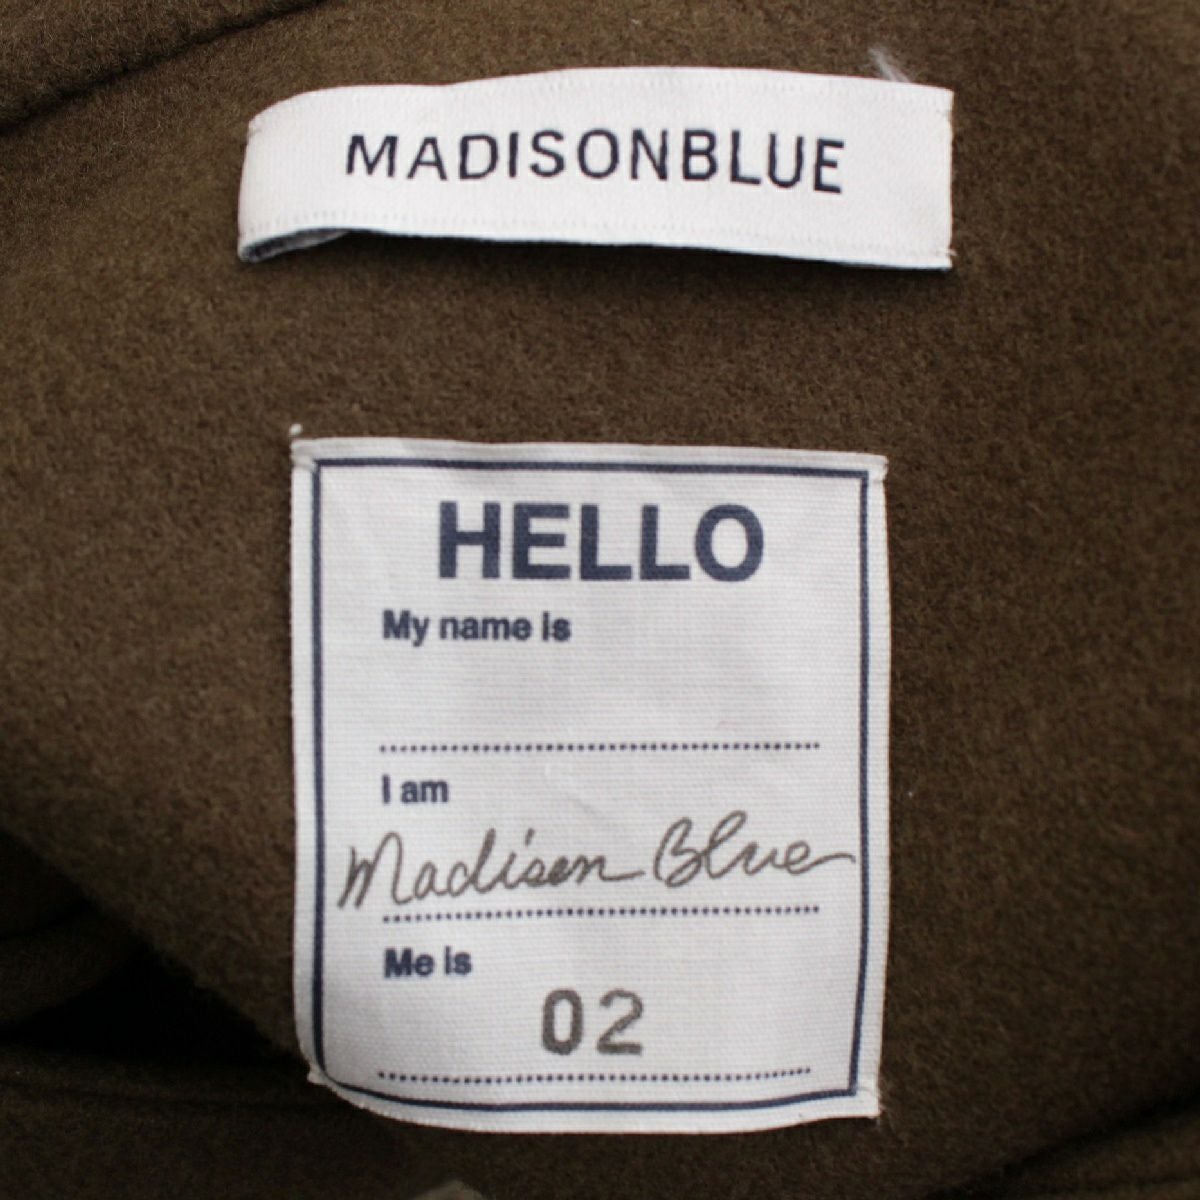 MADISONBLUE
HELLO
My name is
I am
Madison Blue
Me is
02